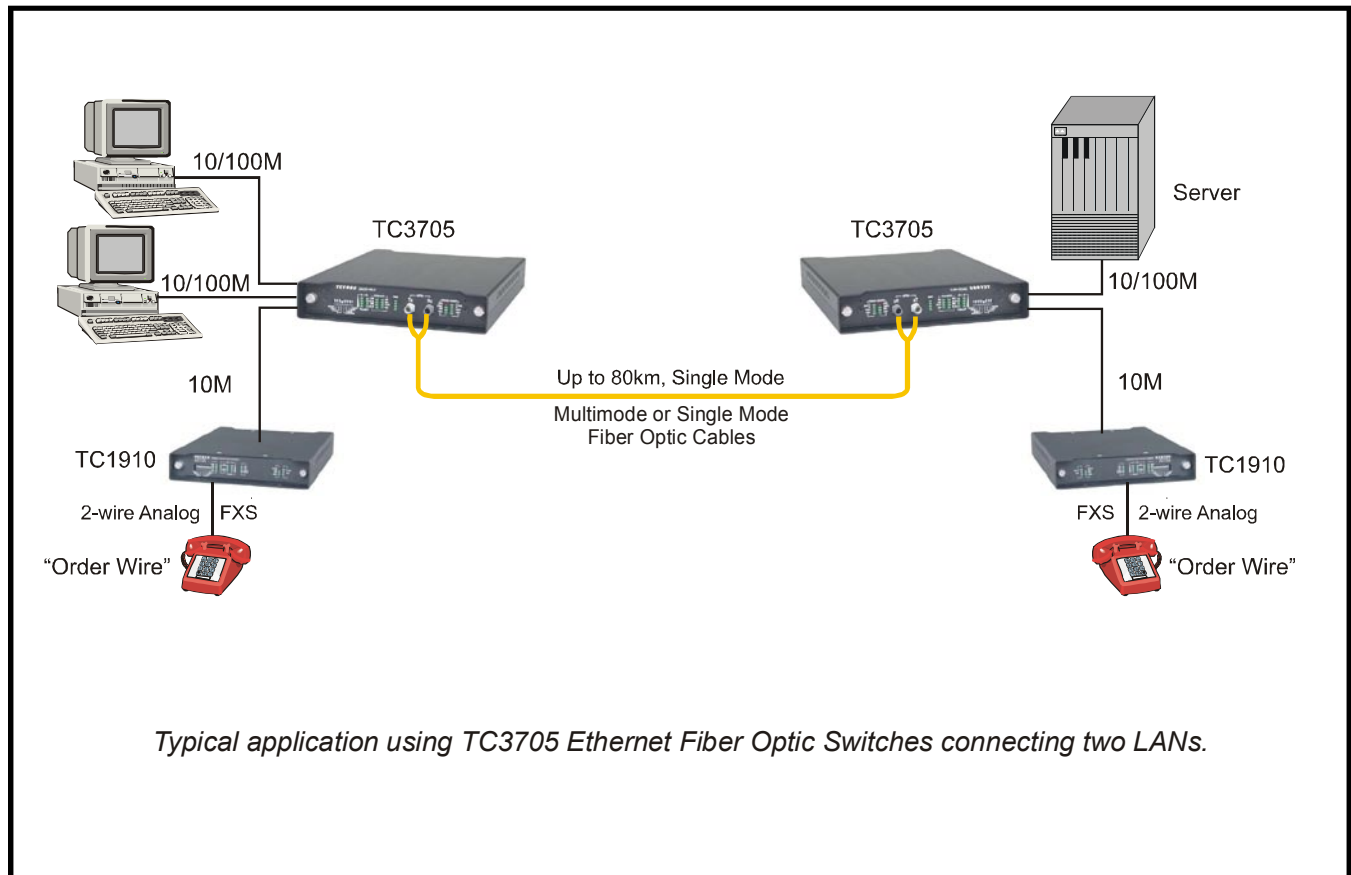 10/100M
TC3705
TC3705
Server
10/100M
10/100M
10M
Up to 80km, Single Mode
10M
Multimode or Single Mode
Fiber Optic Cables
TC1910
TC1910
2-wire Analog FXS
FXS 2-wire Analog
“Order Wire”
“Order Wire”
Typical application using TC3705 Ethernet Fiber Optic Switches connecting two LANs.